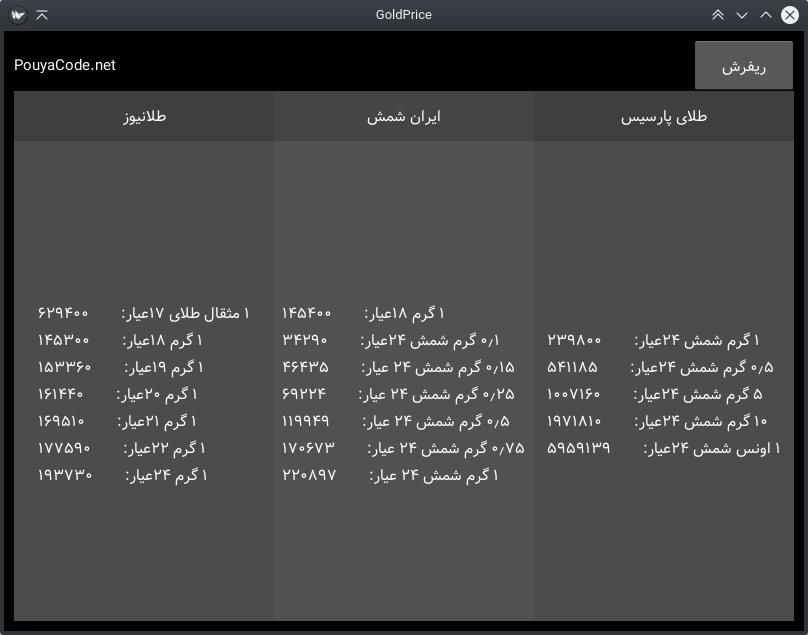 GoldPrice
PouyaCode.net
ریفرش
طلای پارسیس
۱ گرم شمش ۲۴عیار: ۲۳۹۸۰۰
۰٫۵ گرم شمش ۲۴عیار: ۵۴۱۱۸۵
۵ گرم شمش ۲۴عیار: ۱۰۰۷۱۶۰
۱۰ گرم شمش ۲۴عیار: ۱۹۷۱۸۱۰
۱ اونس شمش ۲۴عیار: ۵۹۵۹۱۳۹
ایران شمش
۱ گرم ۱۸عیار: ۱۴۵۴۰۰
۰٫۱ گرم شمش ۲۴عیار: ۳۴۲۹۰
۰٫۱۵ گرم شمش ۲۴ عیار: ۴۶۴۳۵
۰٫۲۵ گرم شمش ۲۴ عیار: ۶۹۲۲۴
۰٫۵ گرم شمش ۲۴ عیار: ۱۱۹۹۴۹
۰٫۷۵ گرم شمش ۲۴ عیار: ۱۷۰۶۷۳
۱ گرم شمش ۲۴ عیار: ۲۲۰۸۹۷
طلانیوز
۱ مثقال طلای ۱۷عیار: ۶۲۹۴۰۰
۱ گرم ۱۸عیار: ۱۴۵۳۰۰
۱ گرم ۱۹عیار: ۱۵۳۳۶۰
۱ گرم ۲۰عیار: ۱۶۱۴۴۰
۱ گرم ۲۱عیار: ۱۶۹۵۱۰
۱ گرم ۲۲عیار: ۱۷۷۵۹۰
۱ گرم ۲۴عیار: ۱۹۳۷۳۰